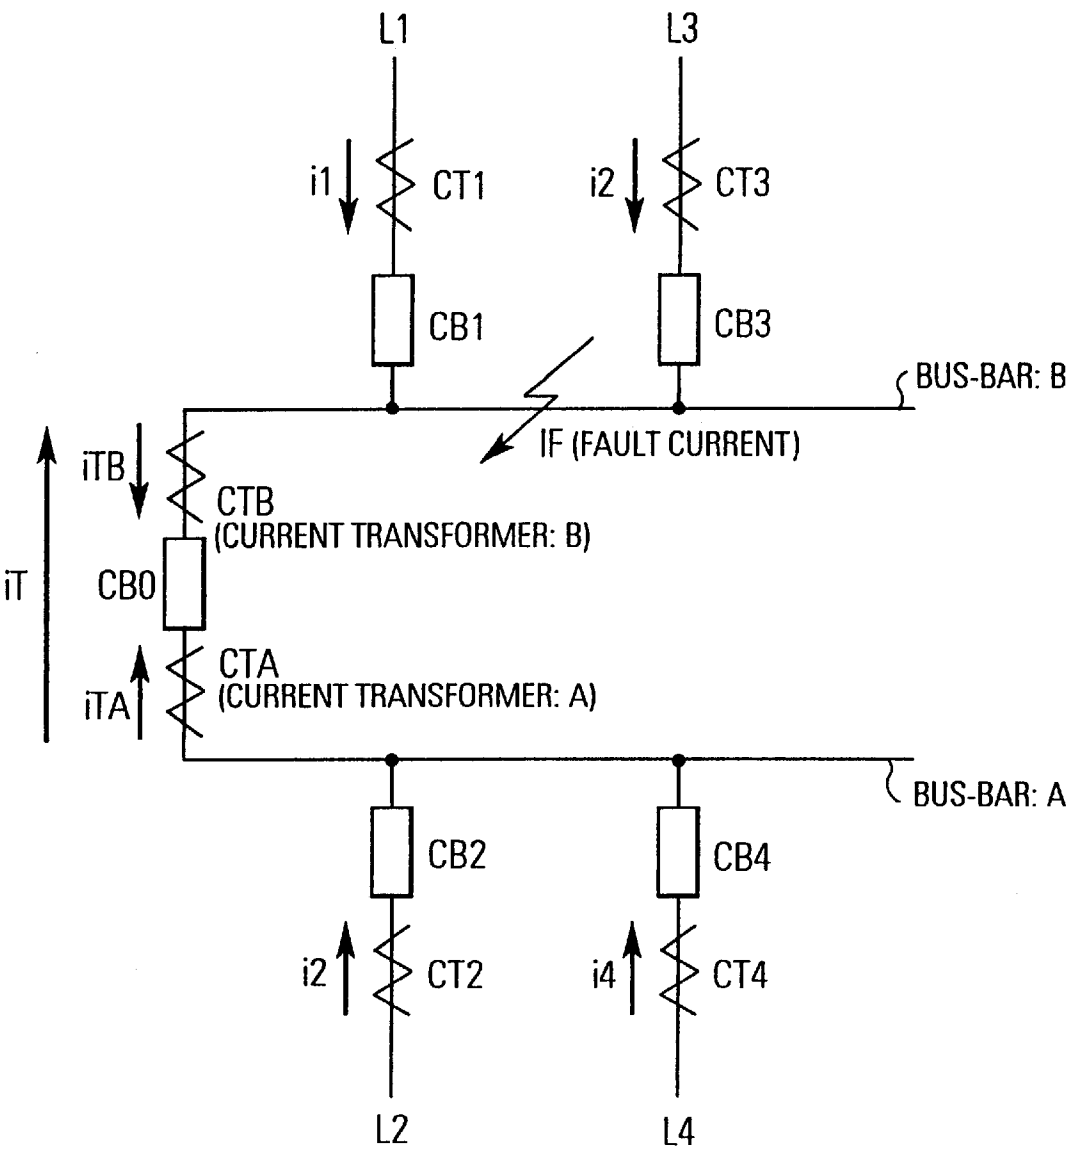 L1
L3
i1
CT1
i2
CT3
CB1
CB3
BUS-BAR: B
IF (FAULT CURRENT)
iTB
CTB
(CURRENT TRANSFORMER: B)
iT
CB0
CTA
(CURRENT TRANSFORMER: A)
iTA
BUS-BAR: A
CB2
CB4
i2
CT2
i4
CT4
L2
L4